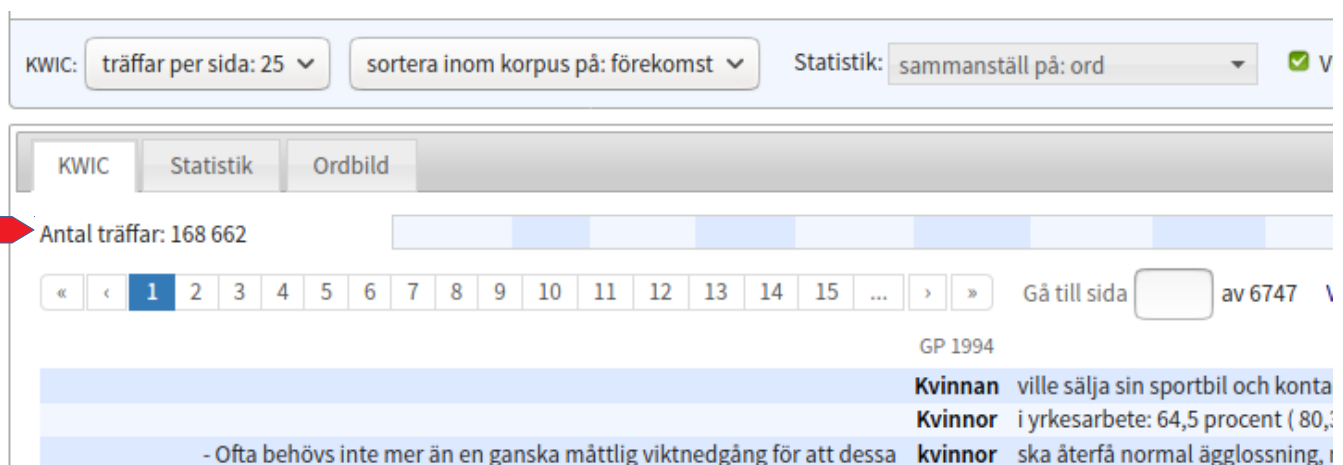 KWIC: träffar per sida: 25 sortera inom korpus på: förekomst Statistik: sammanställ på: ord
KWIC Statistik Ordbild
Antal träffar: 168 662
« ‹ 1 2 3 4 5 6 7 8 9 10 11 12 13 14 15 ... › » Gå till sida av 6747
GP 1994
Kvinnan ville sälja sin sportbil och konta
Kvinnor i yrkesarbete: 64,5 procent ( 80,
- Ofta behövs inte mer än en ganska måttlig viktnedgång för att dessa kvinnor ska återfå normal ägglossning,